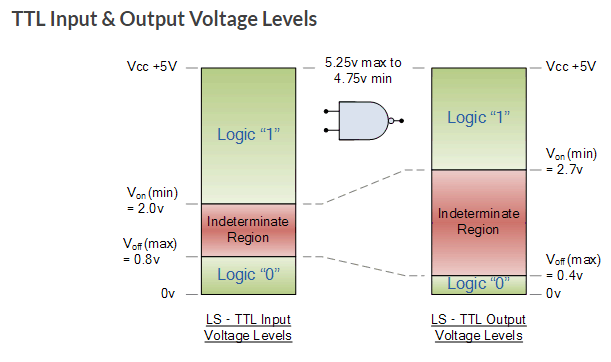 TTL Input & Output Voltage Levels
Vcc +5V
5.25v max to
4.75v min
Vcc +5V
Logic “1”
Logic “1”
Von (min)
= 2.0v
Von (min)
= 2.7v
Indeterminate
Region
Indeterminate
Region
Voff (max)
= 0.8v
Voff (max)
= 0.4v
Logic “0”
Logic “0”
0v
0v
LS - TTL Input
Voltage Levels
LS - TTL Output
Voltage Levels